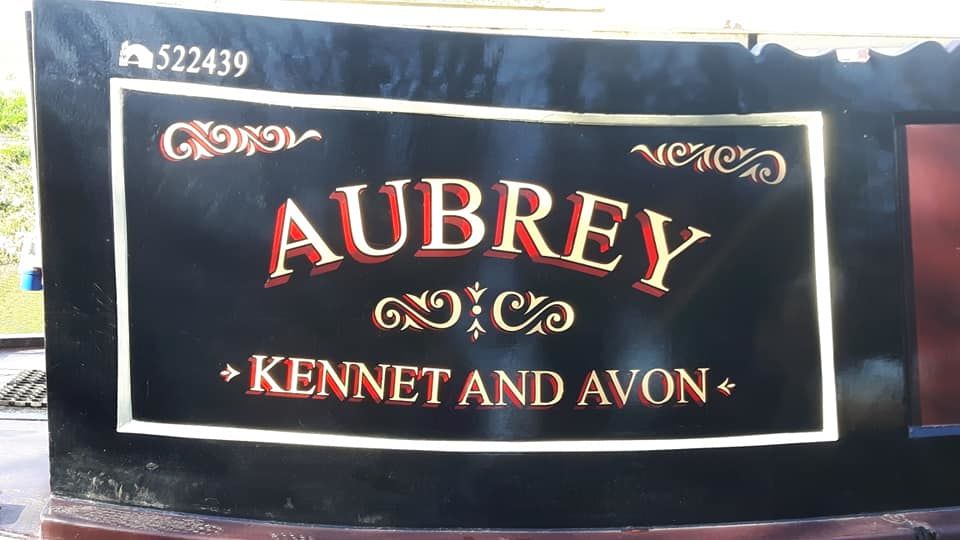 522439
AUBREY
KENNET AND AVON